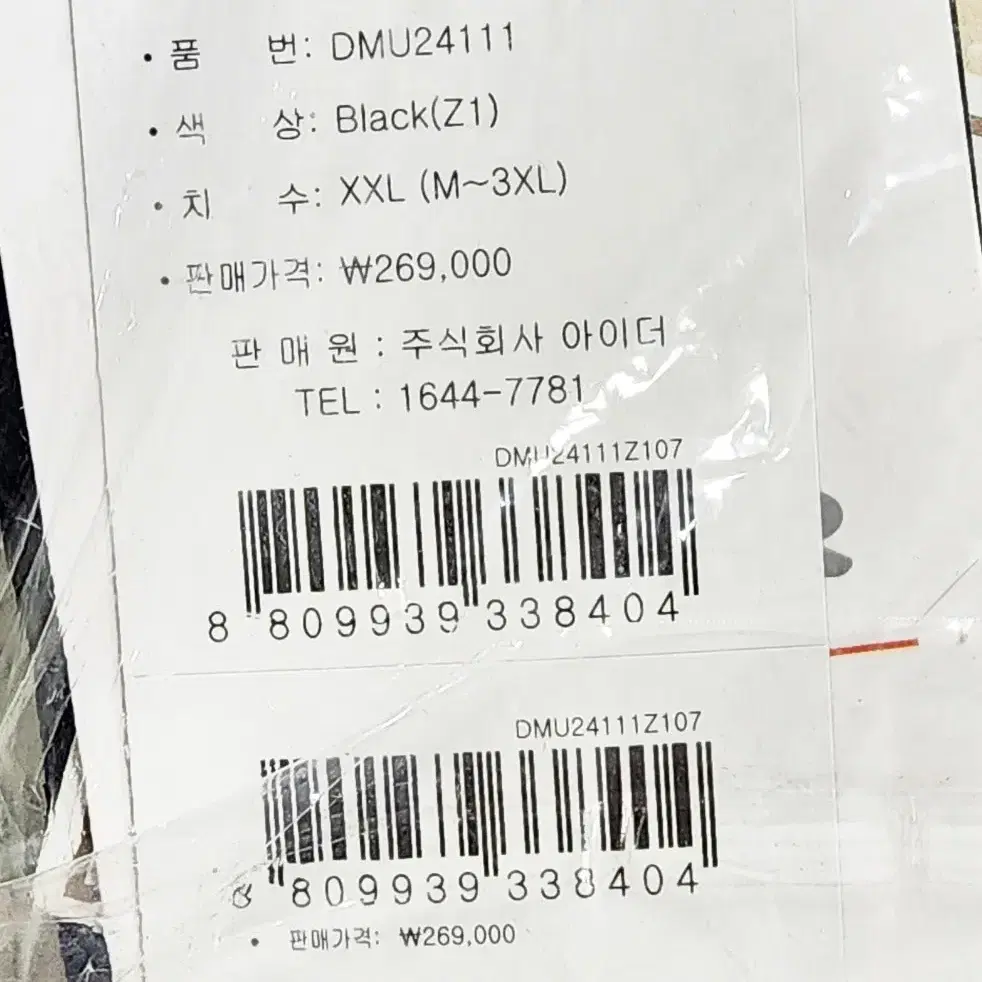 • 품 번: DMU24111
• 색 상: Black(Z1)
• 치 수: XXL (M~3XL)
• 판매가격: ₩269,000
판 매 원 : 주식회사 아이더
TEL : 1644-7781
DMU24111Z107
8 809939 338404
DMU24111Z107
8 809939 338404
• 판매가격: ₩269,000